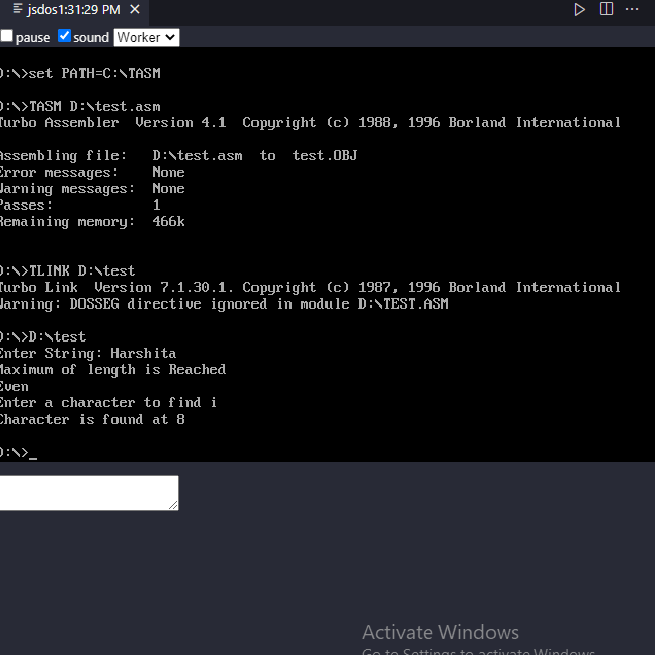 jsdos1:31:29 PM
pause sound Worker
D:\>set PATH=C:\TASM
D:\>TASM D:\test.asm
Turbo Assembler Version 4.1 Copyright (c) 1988, 1996 Borland International
Assembling file: D:\test.asm to test.OBJ
Error messages: None
Warning messages: None
Passes: 1
Remaining memory: 466k
D:\>TLINK D:\test
Turbo Link Version 7.1.30.1. Copyright (c) 1987, 1996 Borland International
Warning: DOSSEG directive ignored in module D:\TEST.ASM
D:\>D:\test
Enter String: Harshita
Maximum of length is Reached
Even
Enter a character to find i
Character is found at 8
D:\>_
Activate Windows
Go to Settings to activate Windows.